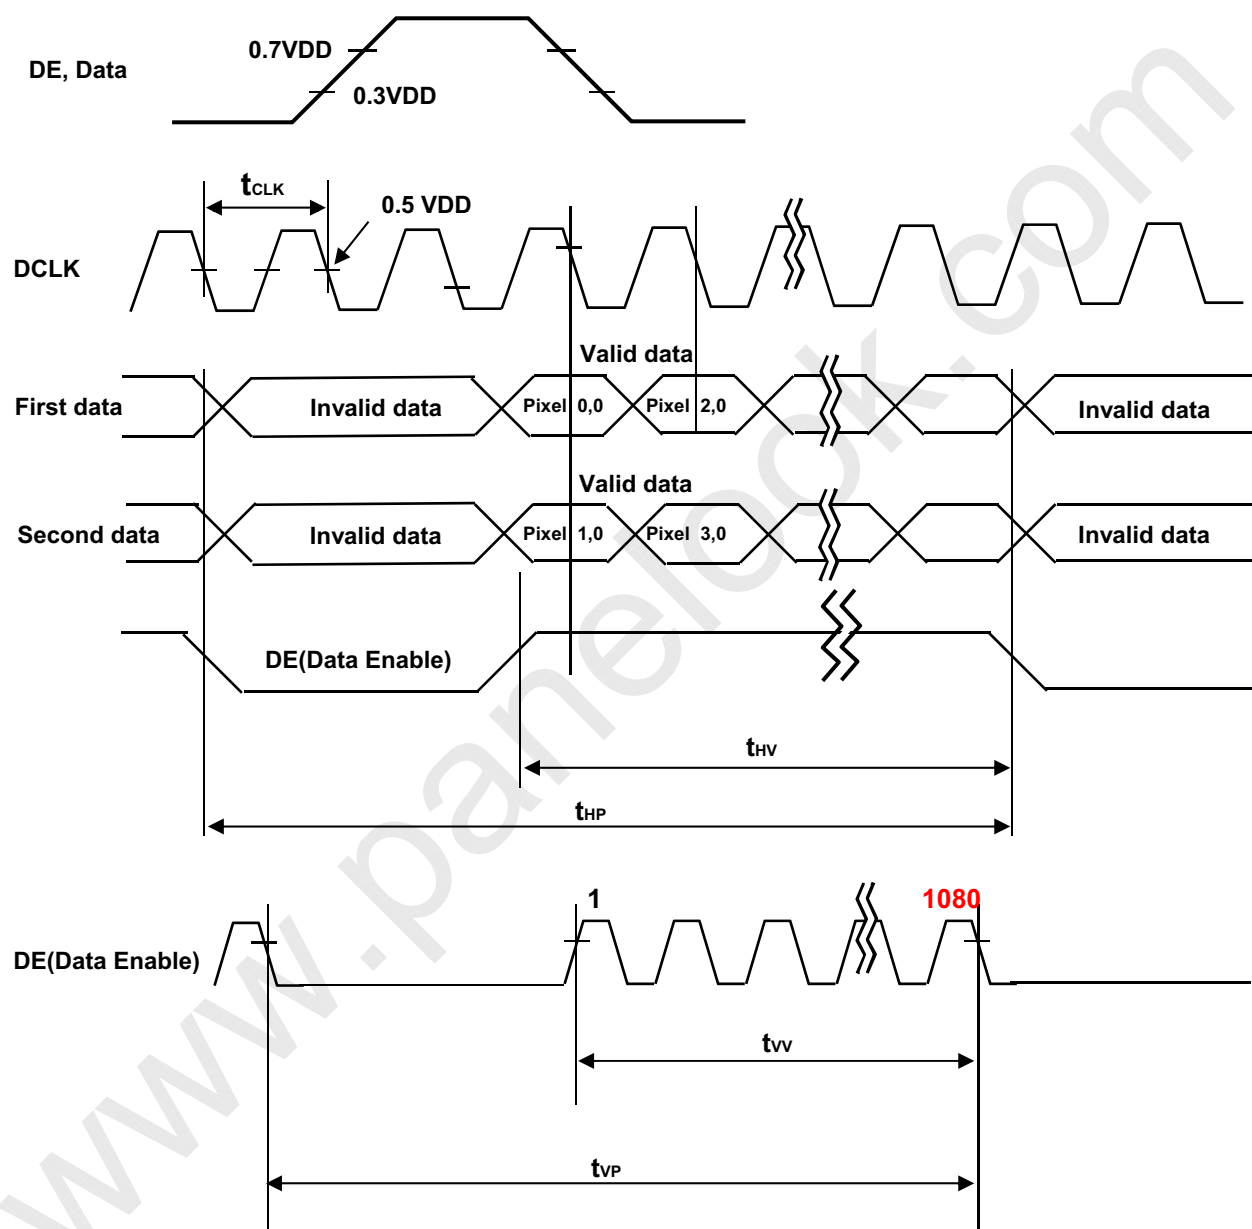 0.7VDD
DE, Data
0.3VDD
tCLK
0.5 VDD
DCLK
Valid data
First data
Invalid data
Pixel 0,0
Pixel 2,0
Invalid data
Valid data
Second data
Invalid data
Pixel 1,0
Pixel 3,0
Invalid data
DE(Data Enable)
tHV
tHP
1
1080
DE(Data Enable)
tVV
tVP
www.panelook.com